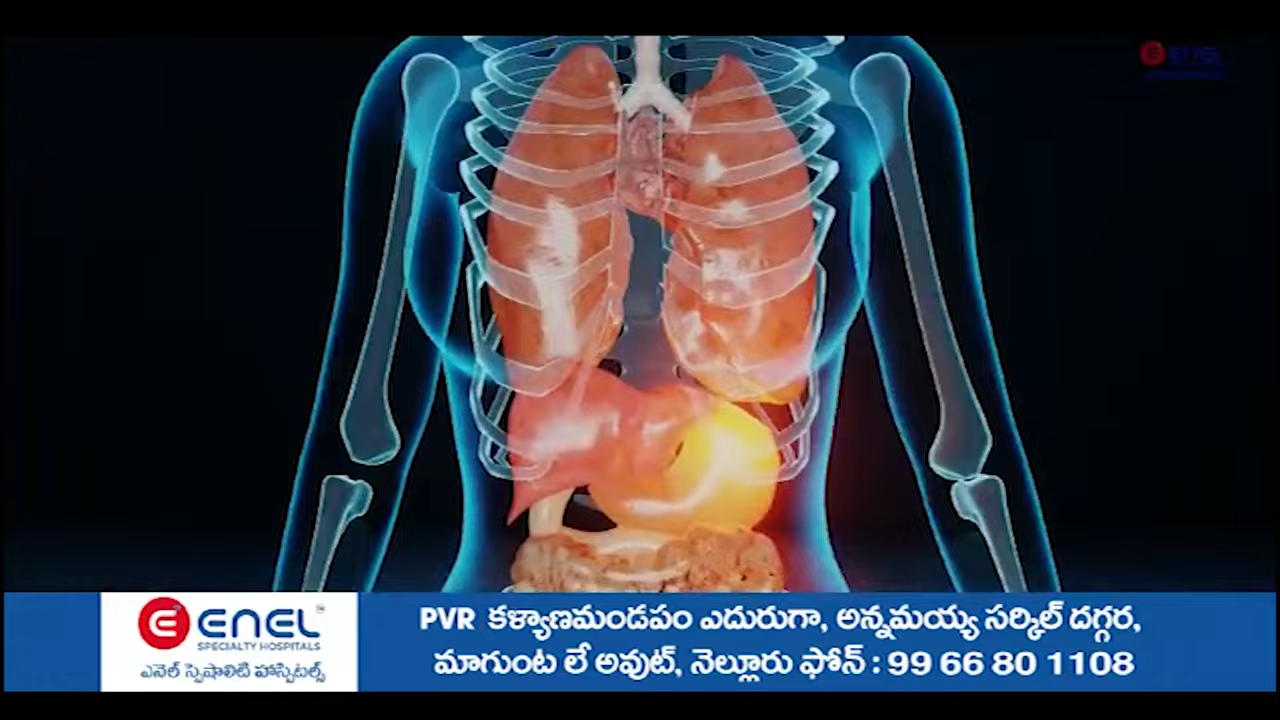 ENEL
SPECIALTY HOSPITALS
ఎనెల్ స్పెషాలిటి హాస్పిటల్స్
PVR కళ్యాణమండపం ఎదురుగా, అన్నమయ్య సర్కిల్ దగ్గర,
మాగుంట లే అవుట్, నెల్లూరు ఫోన్ : 99 66 80 1108